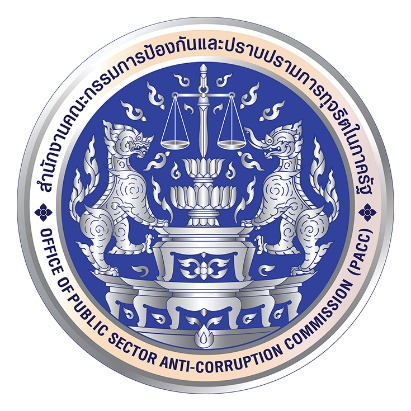 สำนักงานคณะกรรมการป้องกันและปราบปรามการทุจริตในภาครัฐ
OFFICE OF PUBLIC SECTOR ANTI-CORRUPTION COMMISSION (PACC)